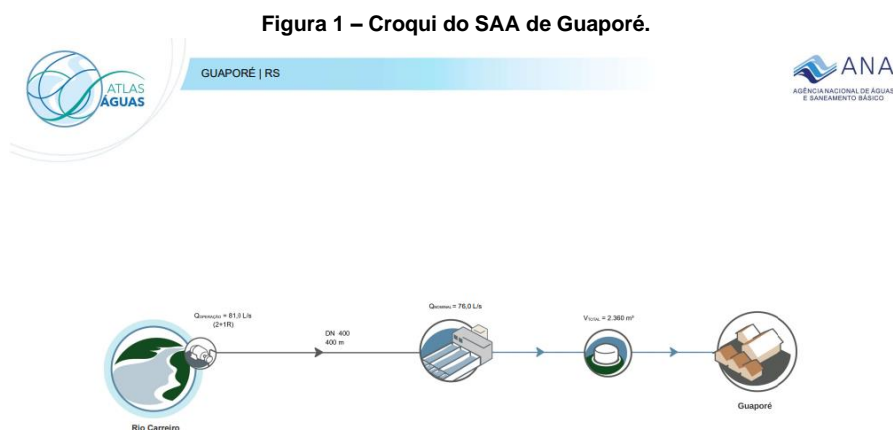 Figura 1 – Croqui do SAA de Guaporé.
ATLAS
ÁGUAS
GUAPORÉ | RS
ANA
AGÊNCIA NACIONAL DE ÁGUAS
E SANEAMENTO BÁSICO
QOPERAÇÃO = 81,0 L/s
(2+1R)
DN 400
400 m
QNOMINAL = 76,0 L/s
VTOTAL = 2.360 m³
Guaporé
Rio Carreiro